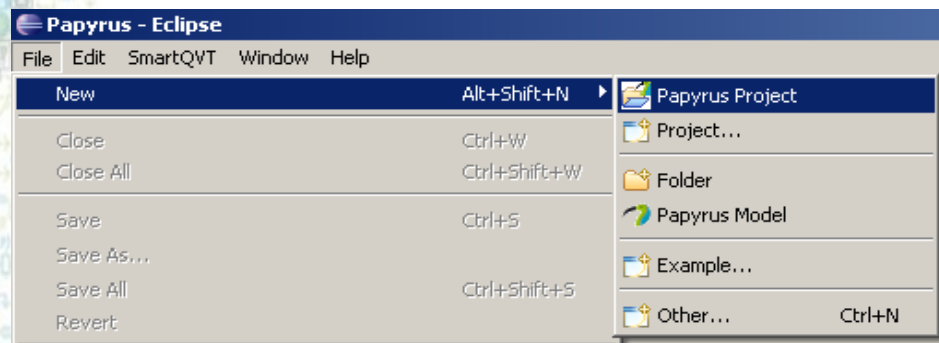 Papyrus - Eclipse
File Edit SmartQVT Window Help
New Alt+Shift+N
Close Ctrl+W
Close All Ctrl+Shift+W
Save Ctrl+S
Save As...
Save All Ctrl+Shift+S
Revert
Papyrus Project
Project...
Folder
Papyrus Model
Example...
Other... Ctrl+N